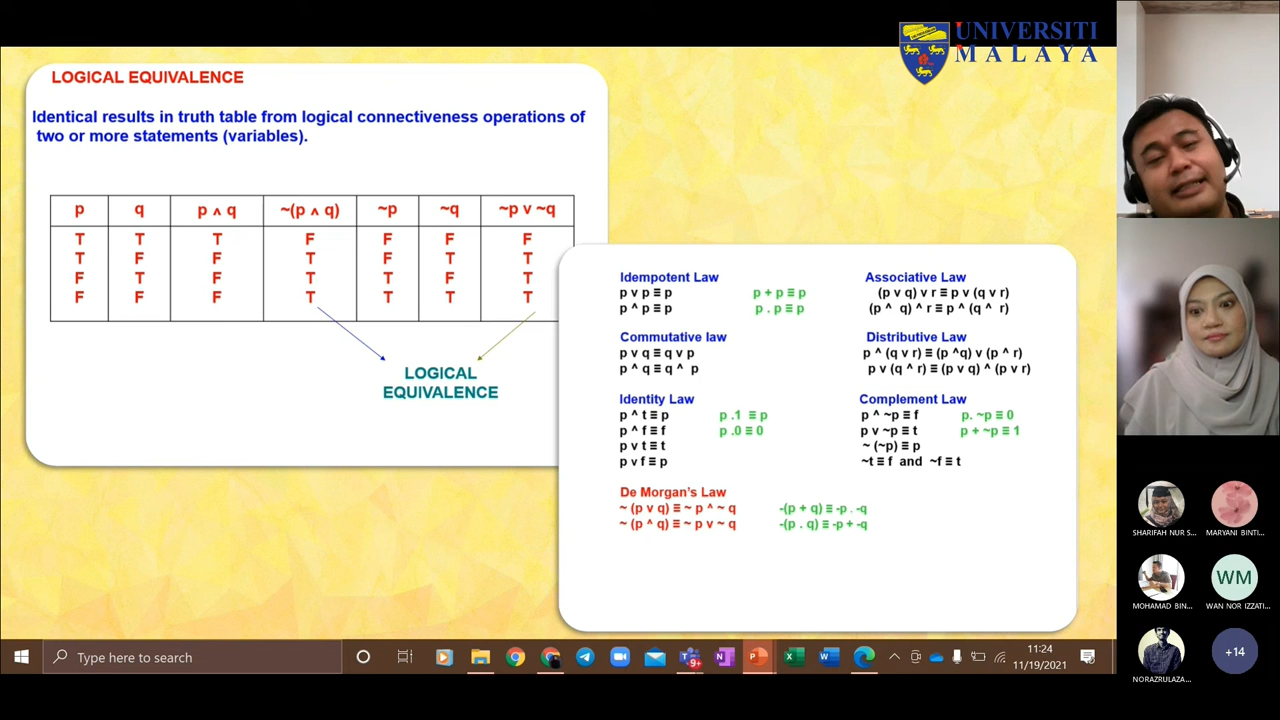 UNIVERSITI
MALAYA
LOGICAL EQUIVALENCE
Identical results in truth table from logical connectiveness operations of
two or more statements (variables).
p q p ∧ q ~(p ∧ q) ~p ~q ~p v ~q
T T T F F F F
T F F T F T T
F T F T T F T
F F F T T T T
LOGICAL
EQUIVALENCE
Idempotent Law
p v p ≡ p p + p ≡ p
p ^ p ≡ p p . p ≡ p
Commutative law
p v q ≡ q v p
p ^ q ≡ q ^ p
Identity Law
p ^ t ≡ p p .1 ≡ p
p ^ f ≡ f p .0 ≡ 0
p v t ≡ t
p v f ≡ p
De Morgan's Law
~ (p v q) ≡ ~ p ^ ~ q -(p + q) ≡ -p . -q
~ (p ^ q) ≡ ~ p v ~ q -(p . q) ≡ -p + -q
Associative Law
(p v q) v r ≡ p v (q v r)
(p ^ q) ^ r ≡ p ^ (q ^ r)
Distributive Law
p ^ (q v r) ≡ (p ^q) v (p ^ r)
p v (q ^ r) ≡ (p v q) ^ (p v r)
Complement Law
p ^ ~p ≡ f p. ~p ≡ 0
p v ~p ≡ t p + ~p ≡ 1
~ (~p) ≡ p
~t ≡ f and ~f ≡ t
SHARIFAH NUR S...
MARYANI BINTI...
MOHAMAD BIN...
WM
WAN NOR IZZATI...
NORAZRULAZA...
+14
Type here to search
9+
11:24
11/19/2021